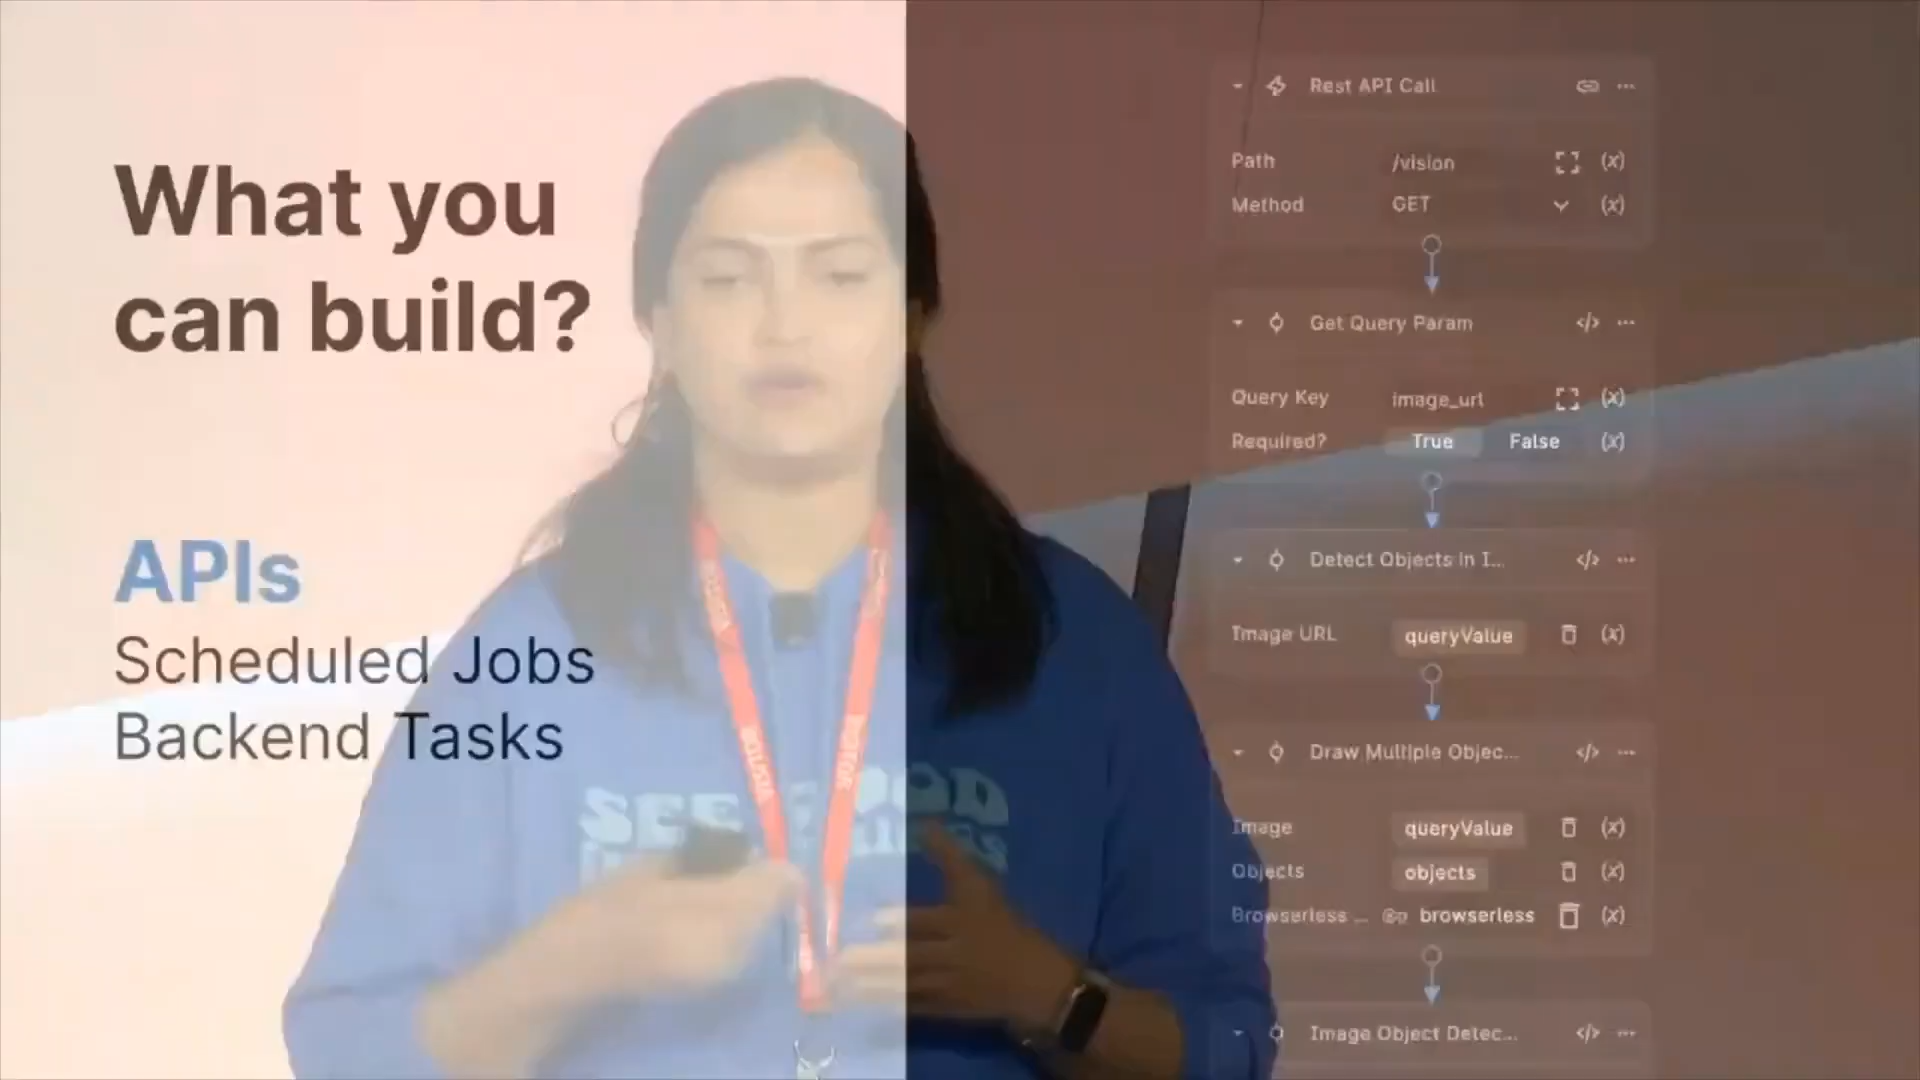 What you
can build?
APIs
Scheduled Jobs
Backend Tasks
SEE
Rest API Call
Path /vision (x)
Method GET (x)
Get Query Param </>
Query Key image_url (x)
Required? True False (x)
Detect Objects in I... </>
Image URL queryValue (x)
Draw Multiple Objec... </>
Image queryValue (x)
Objects objects (x)
Browserless ... browserless (x)
Image Object Detec... </>